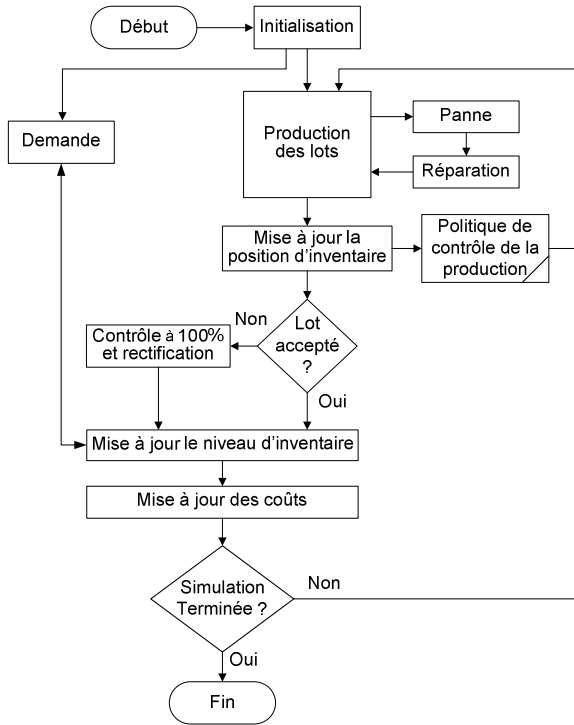 Début
Initialisation
Demande
Production
des lots
Panne
Réparation
Mise à jour la
position d'inventaire
Politique de
contrôle de la
production
Lot
accepté
?
Non
Contrôle à 100%
et rectification
Oui
Mise à jour le niveau d'inventaire
Mise à jour des coûts
Simulation
Terminée ?
Non
Oui
Fin